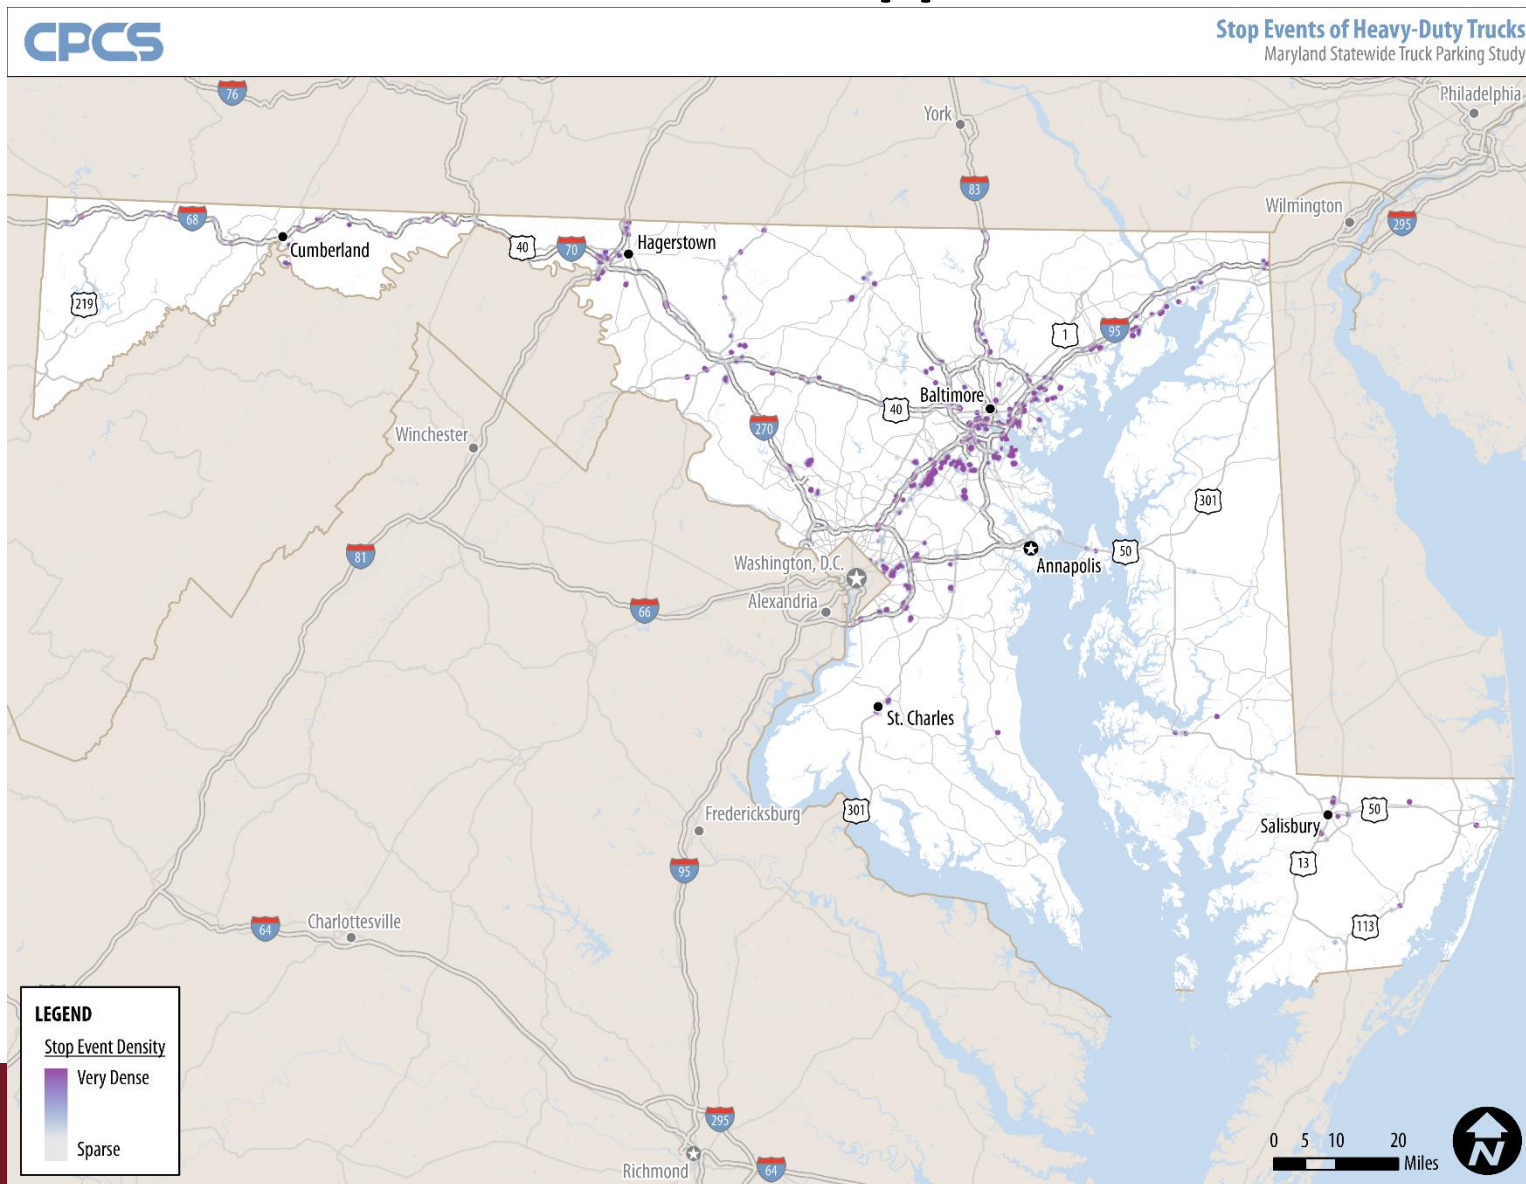 CPCS
Stop Events of Heavy-Duty Trucks
Maryland Statewide Truck Parking Study
76
Philadelphia
York
83
Wilmington
295
68
Cumberland
40
70
Hagerstown
219
1
95
Baltimore
40
270
Winchester
301
81
Washington, D.C.
Annapolis
50
66
Alexandria
St. Charles
301
Fredericksburg
50
Salisbury
13
95
113
64
Charlottesville
LEGEND
Stop Event Density
Very Dense
Sparse
295
Richmond
64
0 5 10 20
Miles
N